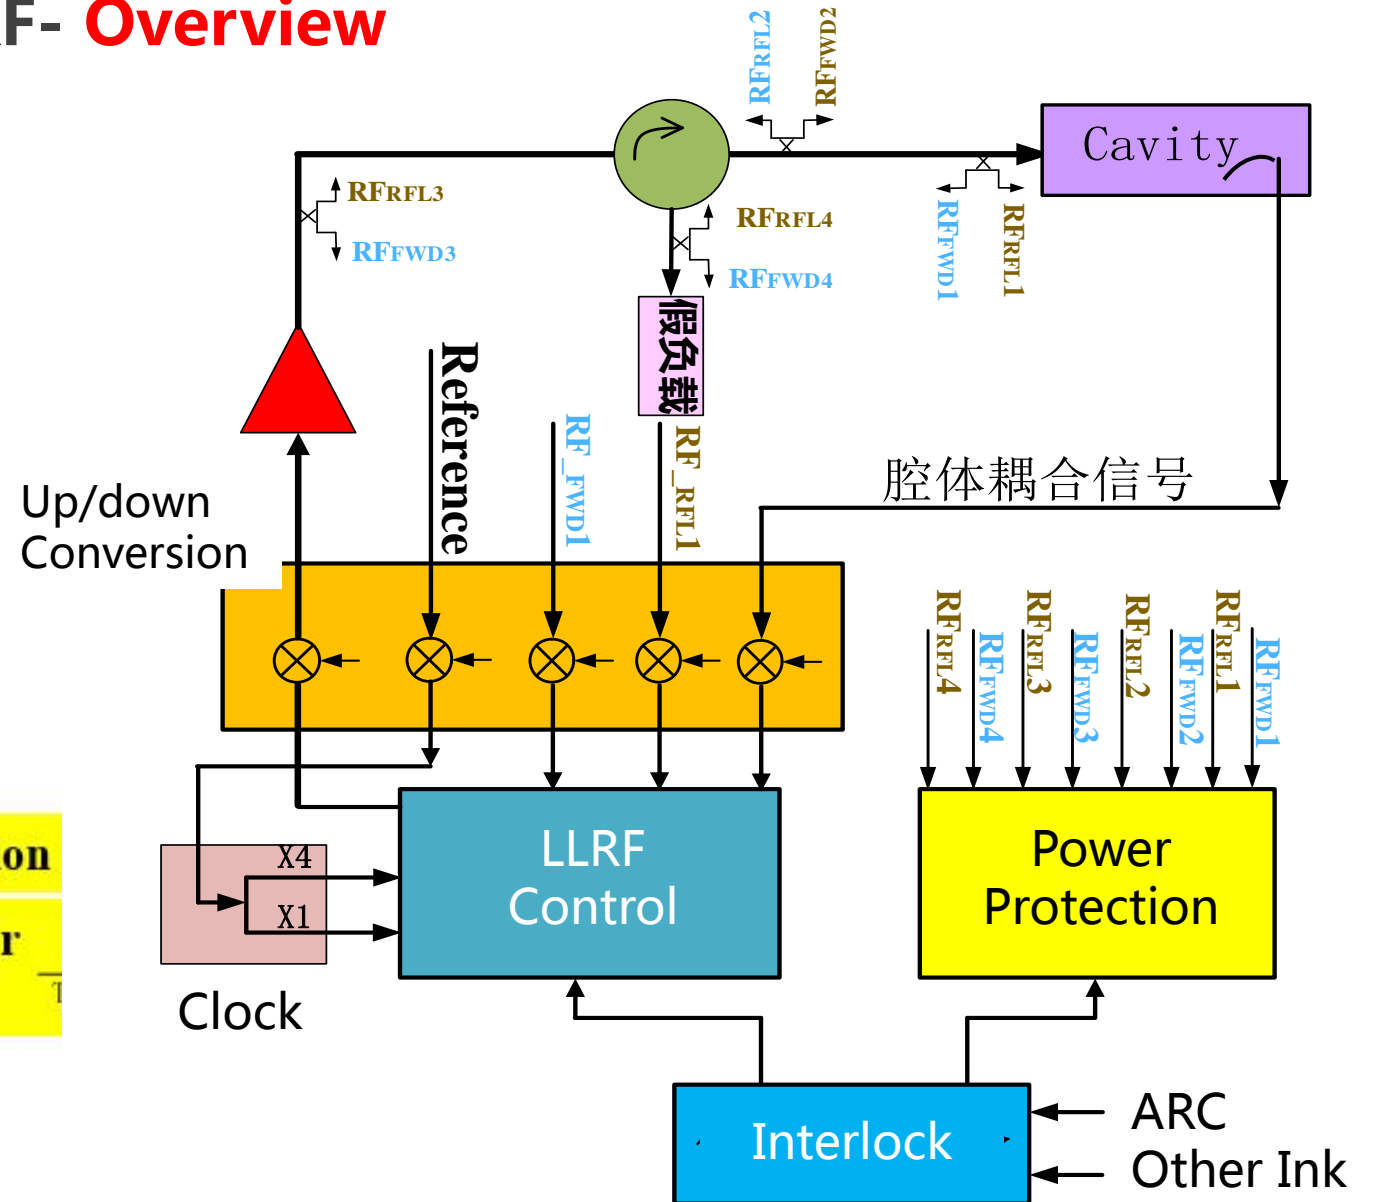 F- Overview
RFRFL2
RFFWD2
Cavity
RFRFL3
RFFWD3
RFRFL4
RFFWD4
RFFWD1
RFRFL1
假负载
Reference
RF_FWD1
RF_RFL1
腔体耦合信号
Up/down
Conversion
RFRFL4
RFFWD4
RFRFL3
RFFWD3
RFRFL2
RFFWD2
RFRFL1
RFFWD1
on
r
X4
X1
Clock
LLRF
Control
Power
Protection
Interlock
ARC
Other Ink